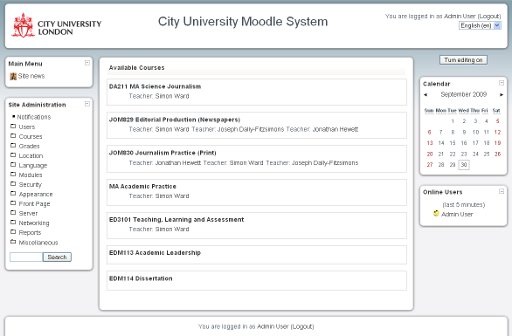 CITY UNIVERSITY
LONDON
City University Moodle System
You are logged in as Admin User (Logout)
English (en)
Turn editing on
Main Menu
Site news
Site Administration
Notifications
Users
Courses
Grades
Location
Language
Modules
Security
Appearance
Front Page
Server
Networking
Reports
Miscellaneous
Search
Available Courses
DA211 MA Science Journalism
Teacher: Simon Ward
JOM829 Editorial Production (Newspapers)
Teacher: Simon Ward Teacher: Joseph Dally-Fitzsimons Teacher: Jonathan Hewett
JOM830 Journalism Practice (Print)
Teacher: Jonathan Hewett Teacher: Simon Ward Teacher: Joseph Dally-Fitzsimons
MA Academic Practice
Teacher: Simon Ward
ED3101 Teaching, Learning and Assessment
Teacher: Simon Ward
EDM113 Academic Leadership
EDM114 Dissertation
Calendar
◄ September 2009 ►
Sun Mon Tue Wed Thu Fri Sat
1 2 3 4 5
6 7 8 9 10 11 12
13 14 15 16 17 18 19
20 21 22 23 24 25 26
27 28 29 30
Online Users
(last 5 minutes)
Admin User
You are logged in as Admin User (Logout)